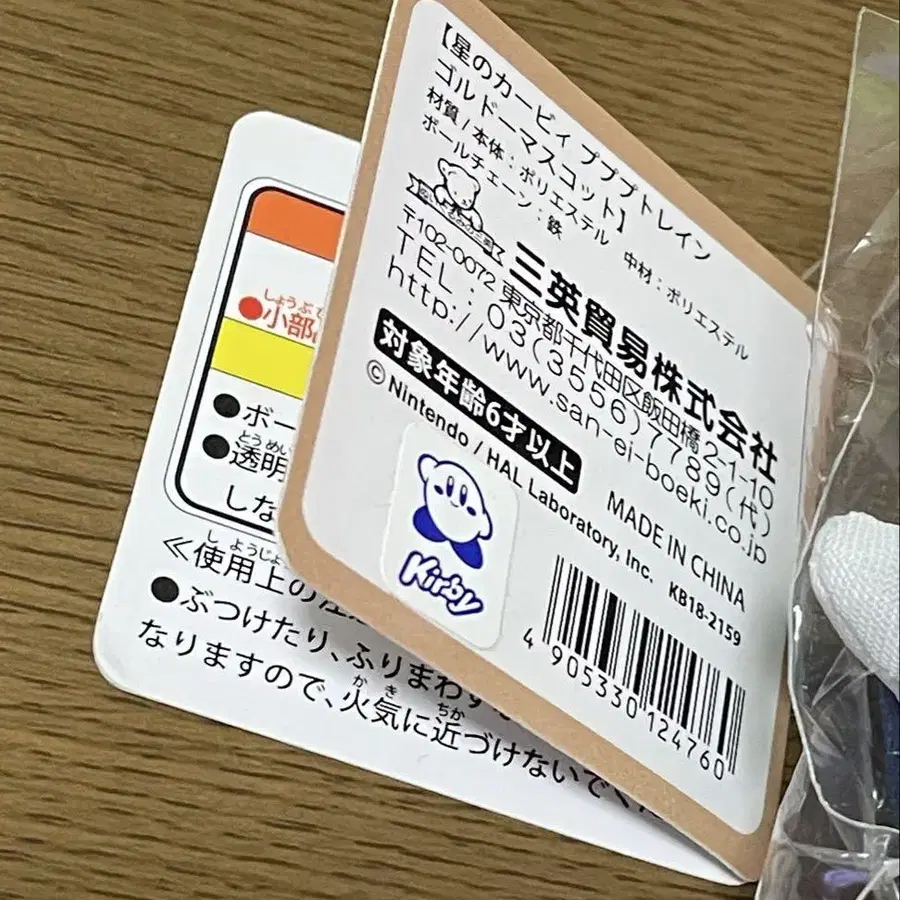 【星のカービィ プププトレイン
ゴルドーマスコット】
材質/本体:ポリエステル 中材:ポリエステル
ボールチェーン:鉄
三英貿易株式会社
〒102-0072 東京都千代田区飯田橋2-1-10
TEL:03(3556)7789(代)
http://www.san-ei-boeki.co.jp
対象年齢6才以上
MADE IN CHINA
© Nintendo / HAL Laboratory, Inc. KB18-2159
Kirby
4 905330 124760
●小部
●ボー
●透明
しな
≪使用上の注
●ぶつけたり、ふりまわす
なりますので、火気に近づけないでく